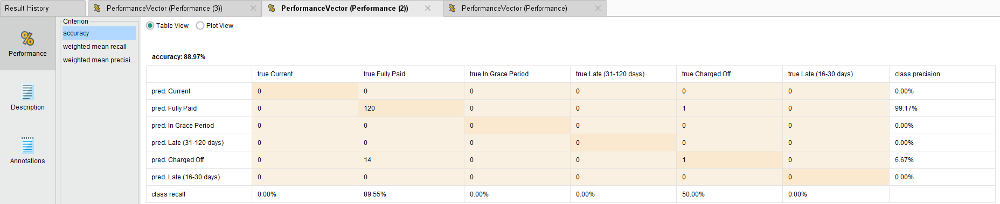 Result History
PerformanceVector (Performance (3))
PerformanceVector (Performance (2))
PerformanceVector (Performance)
Performance
Description
Annotations
Criterion
accuracy
weighted mean recall
weighted mean precisi...
Table View Plot View
accuracy: 88.97%
true Current true Fully Paid true In Grace Period true Late (31-120 days) true Charged Off true Late (16-30 days) class precision
pred. Current 0 0 0 0 0 0 0.00%
pred. Fully Paid 0 120 0 0 1 0 99.17%
pred. In Grace Period 0 0 0 0 0 0 0.00%
pred. Late (31-120 days) 0 0 0 0 0 0 0.00%
pred. Charged Off 0 14 0 0 1 0 6.67%
pred. Late (16-30 days) 0 0 0 0 0 0 0.00%
class recall 0.00% 89.55% 0.00% 0.00% 50.00% 0.00%